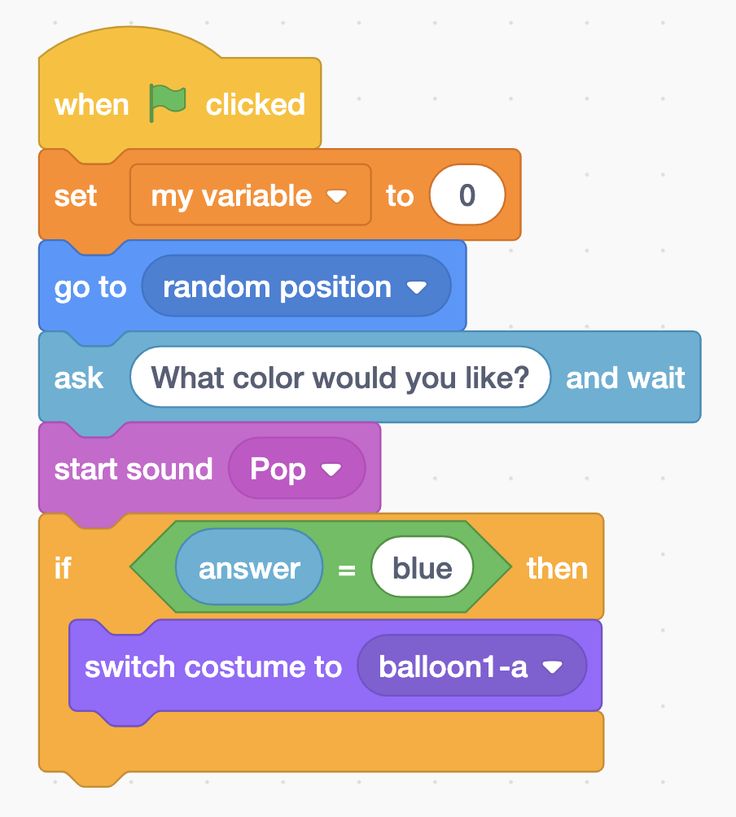 when clicked
set my variable to 0
go to random position
ask What color would you like? and wait
start sound Pop
if answer = blue then
switch costume to balloon1-a